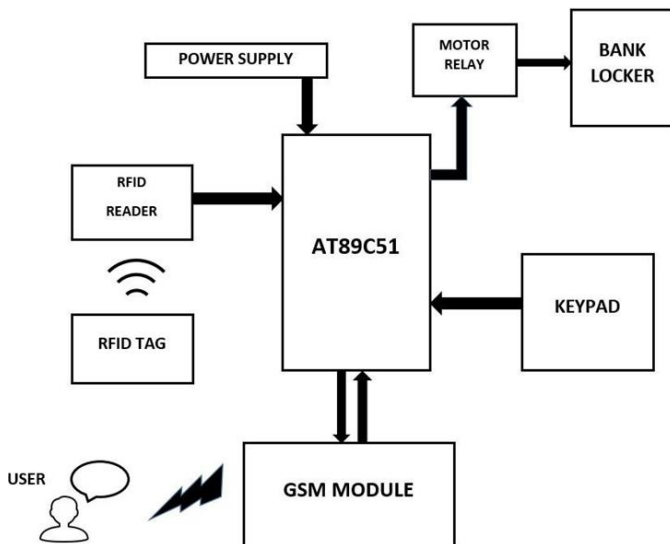 POWER SUPPLY
MOTOR
RELAY
BANK
LOCKER
RFID
READER
AT89C51
RFID TAG
KEYPAD
USER
GSM MODULE